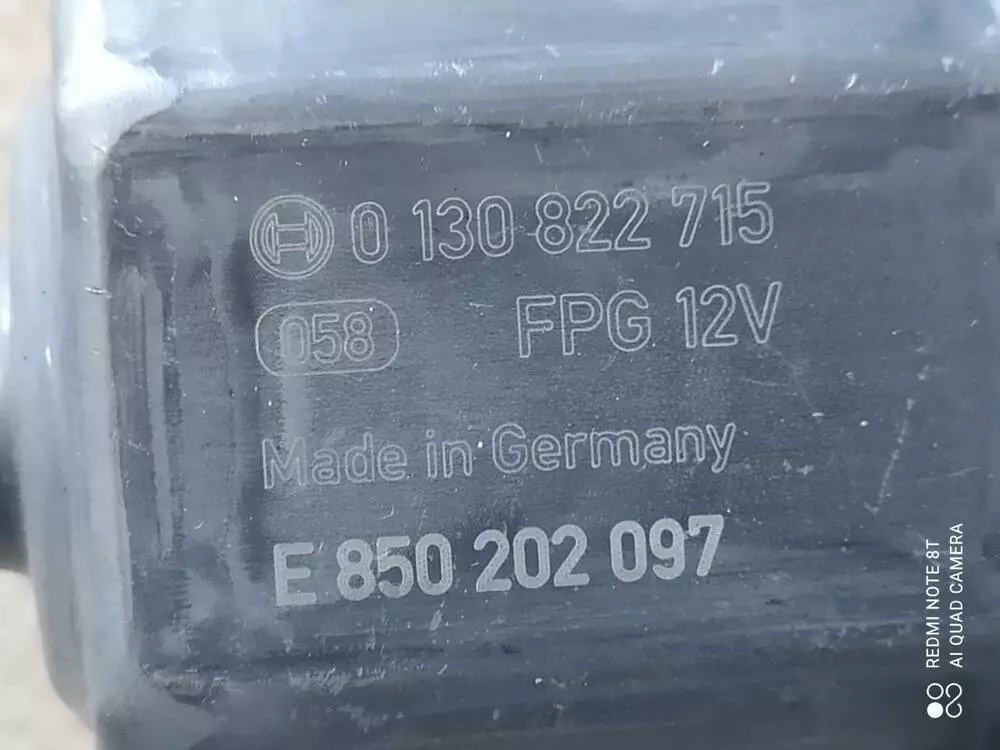 0 130 822 715
058 FPG 12V
Made in Germany
E 850 202 097
REDMI NOTE 8T
AI QUAD CAMERA